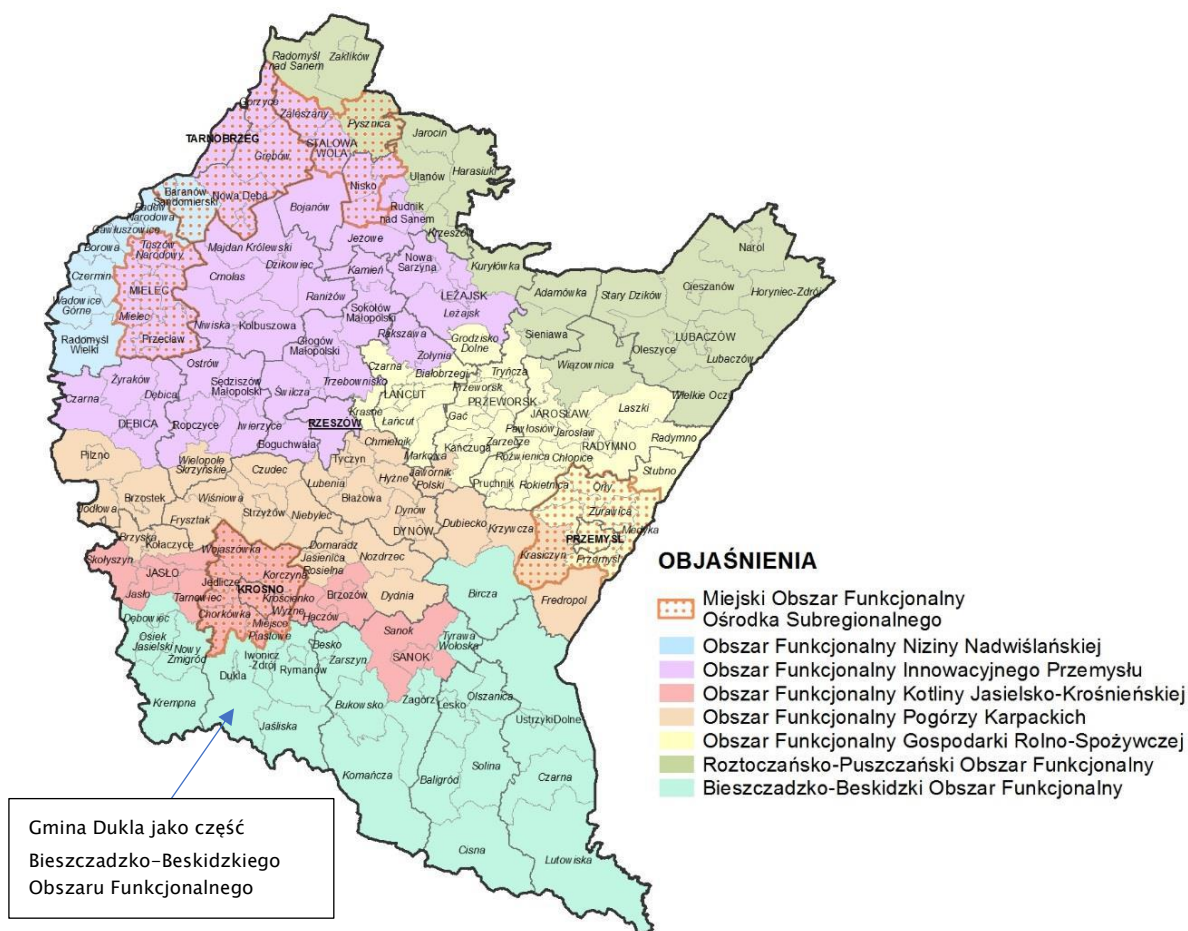 Radomyśl
nad Sanem
Zaklików
Gorzyce
Zaleszany
Pysznica
TARNOBRZEG
STALOWA
WOLA
Jarocin
Grębów
Ulanów
Harasiuki
Nisko
Baranów
Sandomierski
Nowa Dęba
Rudnik
nad Sanem
Padew
Narodowa
Bojanów
Gawłuszowice
Krzeszów
Borowa
Tuszów
Narodowy
Majdan Królewski
Jeżowe
Narol
Dzikowiec
Nowa
Sarzyna
Kuryłówka
Czermin
Cmolas
Kamień
Cieszanów
Horyniec-Zdrój
MIELEC
Raniżów
LEŻAJSK
Adamówka
Stary Dzików
Wadowice
Górne
Mielec
Sokołów
Małopolski
Leżajsk
Niwiska
Kolbuszowa
Sieniawa
LUBACZÓW
Radomyśl
Wielki
Przecław
Głogów
Małopolski
Rakszawa
Grodzisko
Dolne
Oleszyce
Lubaczów
Żołynia
Wiązownica
Ostrów
Czarna
Białobrzegi
Tryńcza
Żyraków
Sędziszów
Małopolski
Trzebownisko
Przeworsk
Wielkie Oczy
Dębica
Świlcza
ŁAŃCUT
PRZEWORSK
Czarna
Krasne
Gać
JAROSŁAW
Laszki
DĘBICA
Ropczyce
Iwierzyce
RZESZÓW
Łańcut
Pawłosiów
Jarosław
Boguchwała
Chmielnik
Kańczuga
Zarzecze
RADYMNO
Radymno
Pilzno
Wielopole
Skrzyńskie
Czudec
Tyczyn
Markowa
Roźwienica
Chłopice
Lubenia
Hyżne
Jawornik
Polski
Pruchnik
Rokietnica
Stubno
Brzostek
Wiśniowa
Błażowa
Orły
Jodłowa
Strzyżów
Niebylec
Dynów
Żurawica
Frysztak
DYNÓW
Dubiecko
Krzywcza
Medyka
Brzyska
Kołaczyce
Domaradz
PRZEMYŚL
Skołyszyn
Wojaszówka
Jasienica
Rosielna
Nozdrzec
Krasiczyn
Przemyśl
JASŁO
Jedlicze
Korczyna
KROSNO
Fredropol
Jasło
Tarnowiec
Krościenko
Wyżne
Brzozów
Dydnia
Bircza
Chorkówka
Miejsce
Piastowe
Haczów
Dębowiec
Sanok
Osiek
Jasielski
Nowy
Żmigród
Besko
Tyrawa
Wołoska
Iwonicz
Zdrój
Zarszyn
SANOK
Dukla
Rymanów
Krempna
Zagórz
Olszanica
Bukowsko
Lesko
Jaśliska
Ustrzyki Dolne
Solina
Komańcza
Baligród
Czarna
Cisna
Lutowiska
OBJAŚNIENIA
Miejski Obszar Funkcjonalny
Ośrodka Subregionalnego
Obszar Funkcjonalny Niziny Nadwiślańskiej
Obszar Funkcjonalny Innowacyjnego Przemysłu
Obszar Funkcjonalny Kotliny Jasielsko-Krośnieńskiej
Obszar Funkcjonalny Pogórzy Karpackich
Obszar Funkcjonalny Gospodarki Rolno-Spożywczej
Roztoczańsko-Puszczański Obszar Funkcjonalny
Bieszczadzko-Beskidzki Obszar Funkcjonalny
Gmina Dukla jako część
Bieszczadzko-Beskidzkiego
Obszaru Funkcjonalnego